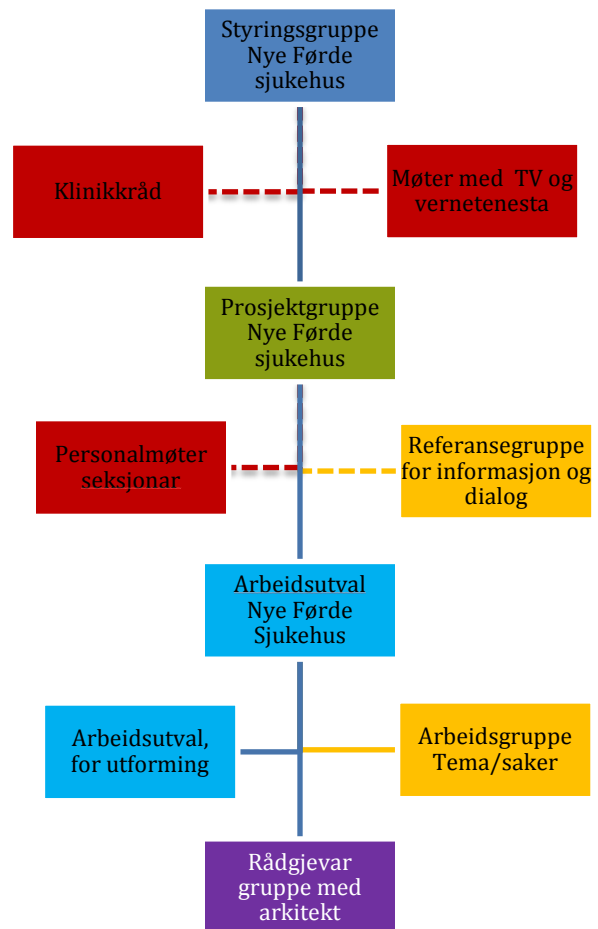 Styringsgruppe
Nye Førde
sjukehus
Klinikkråd
Møter med TV og
vernetenesta
Prosjektgruppe
Nye Førde
sjukehus
Personalmøter
seksjonar
Referansegruppe
for informasjon og
dialog
Arbeidsutval
Nye Førde
Sjukehus
Arbeidsutval,
for utforming
Arbeidsgruppe
Tema/saker
Rådgjevar
gruppe med
arkitekt